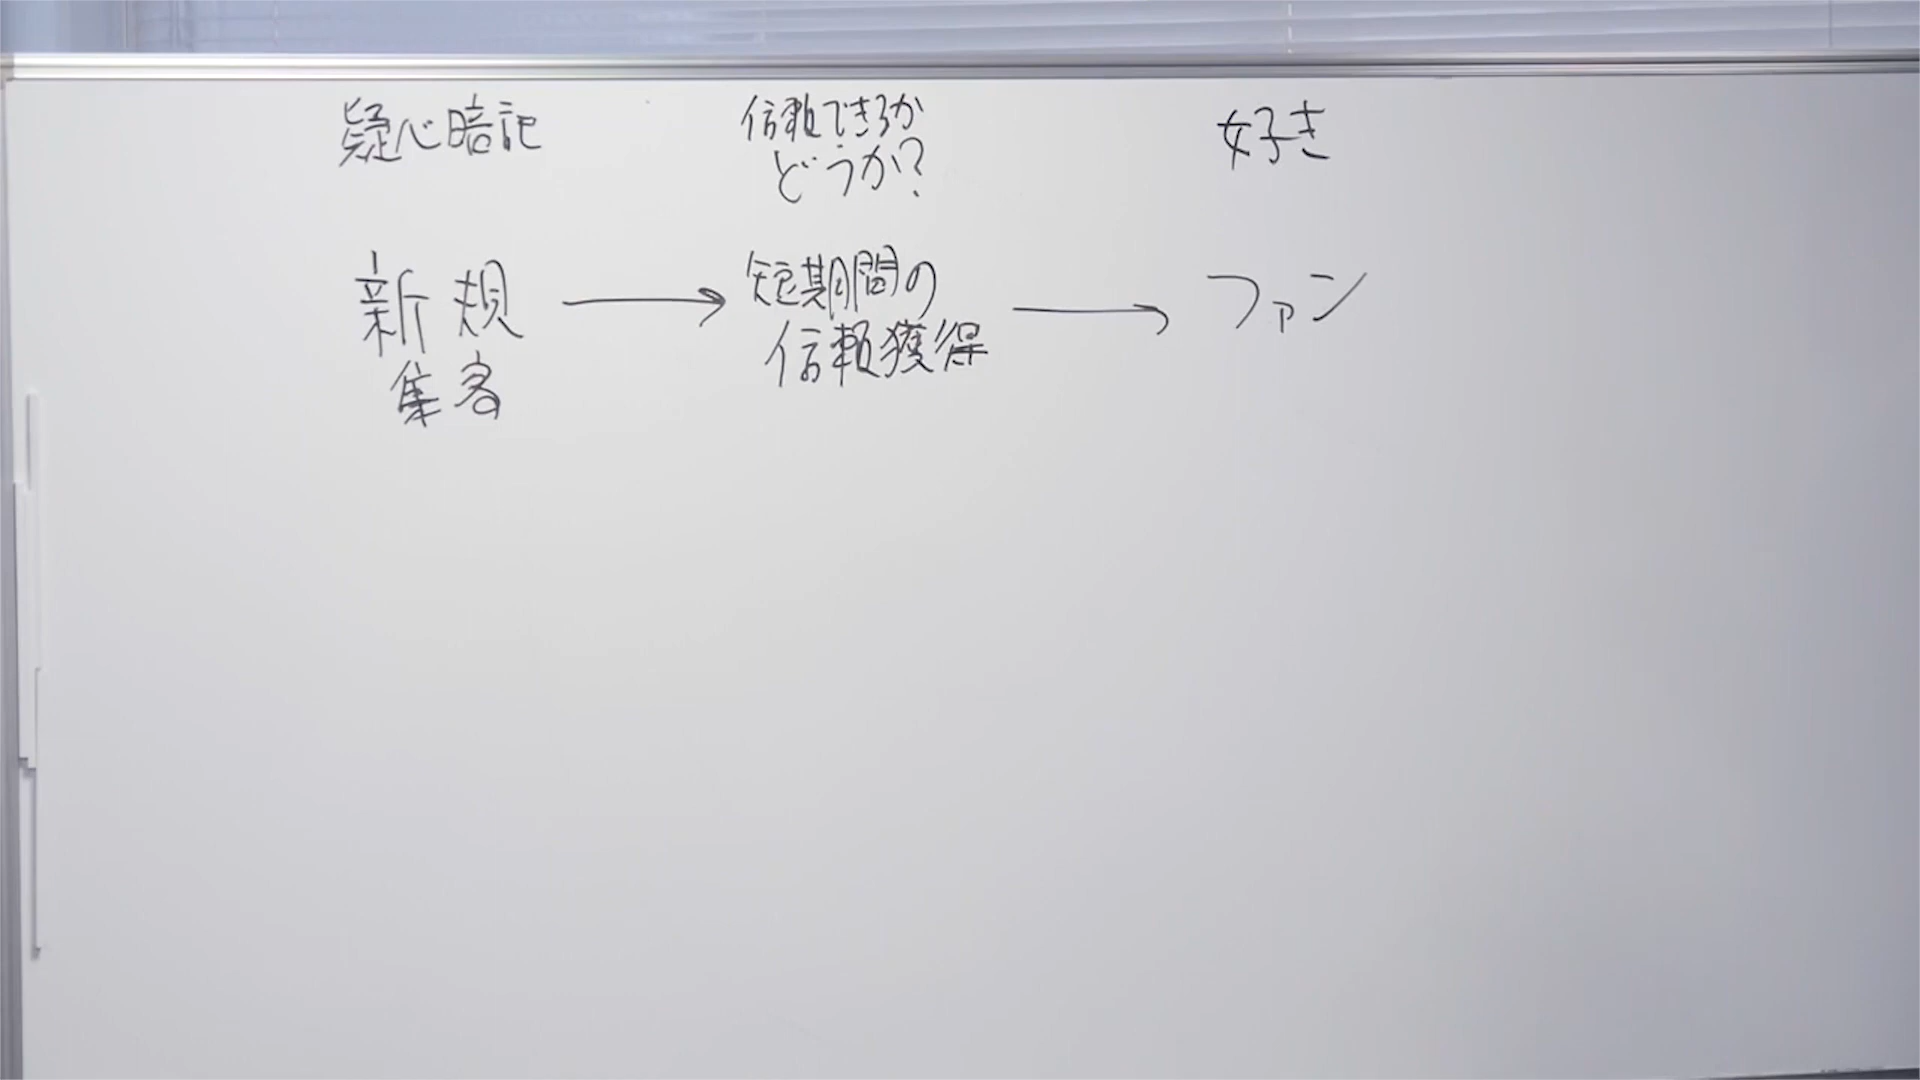 疑心暗記
信頼できるか
どうか?
好き
新規
集客
短期間の
信頼獲得
ファン